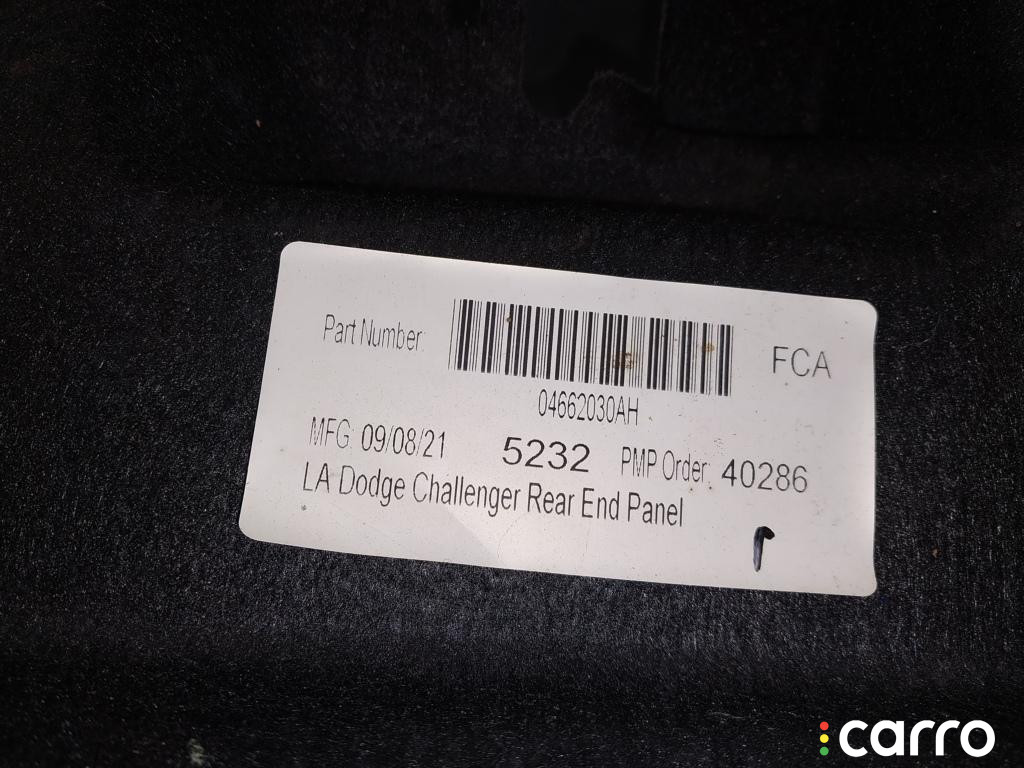 Part Number:
FCA
04662030AH
MFG: 09/08/21 5232 PMP Order: 40286
LA Dodge Challenger Rear End Panel
carro